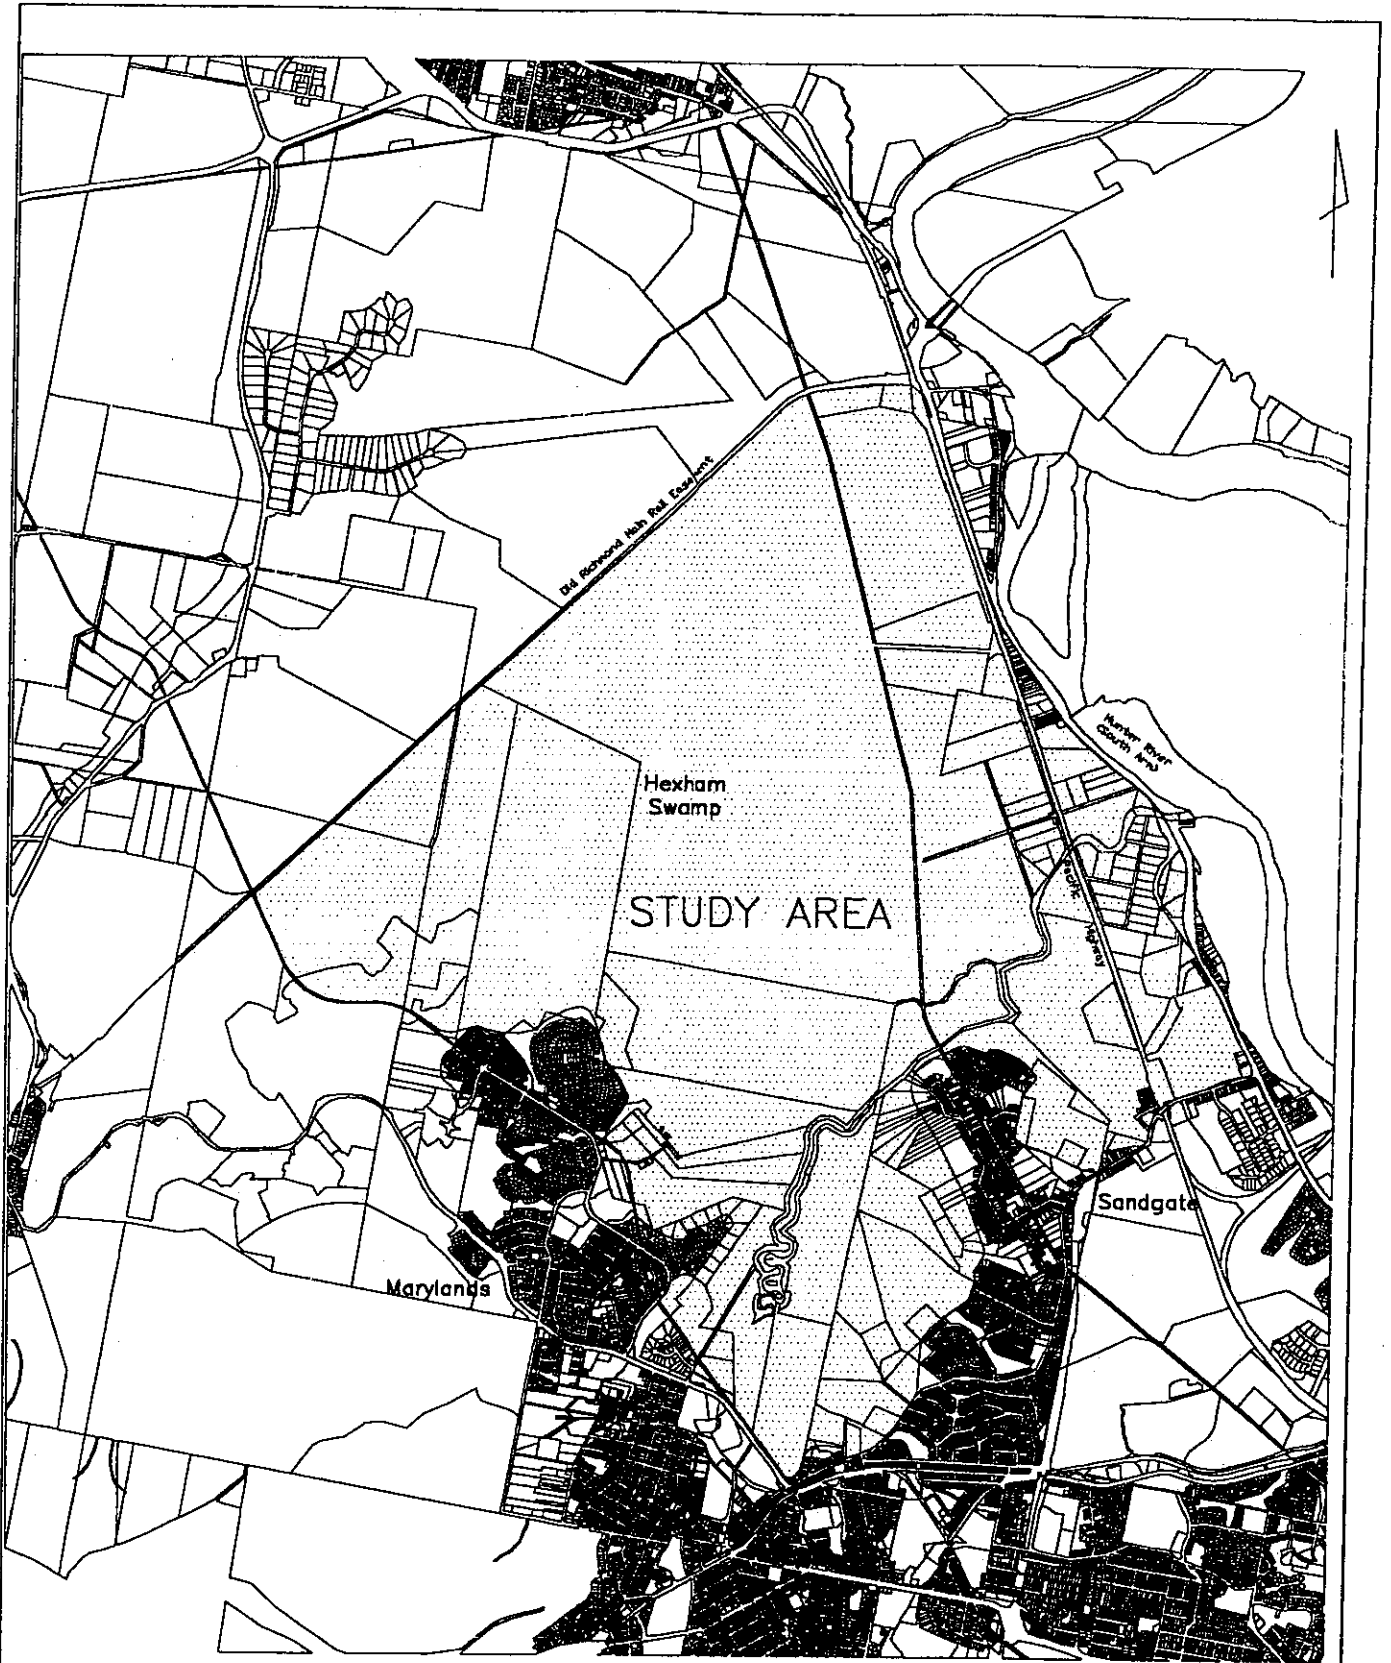 Old Richmond Main Rail Easement
Hunter River
(South Arm)
Hexham
Swamp
STUDY AREA
Pacific
Highway
Sandgate
Marylands